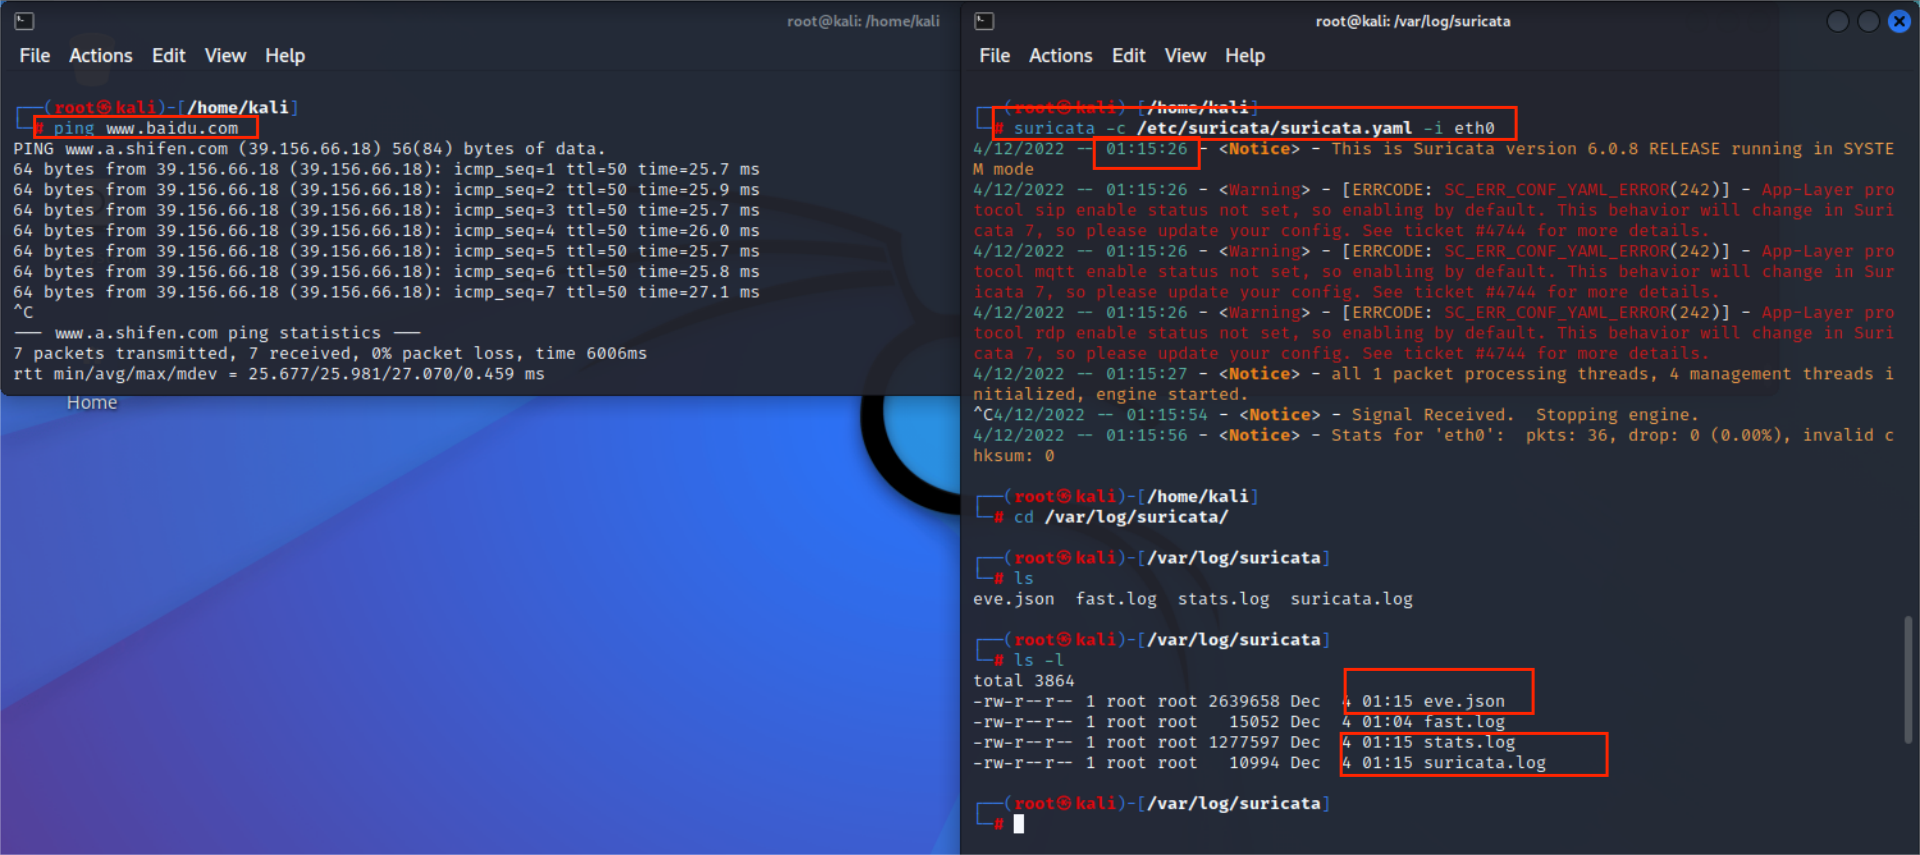 root@kali: /home/kali
File Actions Edit View Help
┌──(root㉿kali)-[/home/kali]
└─# ping www.baidu.com
PING www.a.shifen.com (39.156.66.18) 56(84) bytes of data.
64 bytes from 39.156.66.18 (39.156.66.18): icmp_seq=1 ttl=50 time=25.7 ms
64 bytes from 39.156.66.18 (39.156.66.18): icmp_seq=2 ttl=50 time=25.9 ms
64 bytes from 39.156.66.18 (39.156.66.18): icmp_seq=3 ttl=50 time=25.7 ms
64 bytes from 39.156.66.18 (39.156.66.18): icmp_seq=4 ttl=50 time=26.0 ms
64 bytes from 39.156.66.18 (39.156.66.18): icmp_seq=5 ttl=50 time=25.7 ms
64 bytes from 39.156.66.18 (39.156.66.18): icmp_seq=6 ttl=50 time=25.8 ms
64 bytes from 39.156.66.18 (39.156.66.18): icmp_seq=7 ttl=50 time=27.1 ms
^C
--- www.a.shifen.com ping statistics ---
7 packets transmitted, 7 received, 0% packet loss, time 6006ms
rtt min/avg/max/mdev = 25.677/25.981/27.070/0.459 ms
Home
root@kali: /var/log/suricata
File Actions Edit View Help
┌──(root㉿kali)-[/home/kali]
└─# suricata -c /etc/suricata/suricata.yaml -i eth0
4/12/2022 -- 01:15:26 - <Notice> - This is Suricata version 6.0.8 RELEASE running in SYSTE
M mode
4/12/2022 -- 01:15:26 - <Warning> - [ERRCODE: SC_ERR_CONF_YAML_ERROR(242)] - App-Layer pro
tocol sip enable status not set, so enabling by default. This behavior will change in Suri
cata 7, so please update your config. See ticket #4744 for more details.
4/12/2022 -- 01:15:26 - <Warning> - [ERRCODE: SC_ERR_CONF_YAML_ERROR(242)] - App-Layer pro
tocol mqtt enable status not set, so enabling by default. This behavior will change in Sur
icata 7, so please update your config. See ticket #4744 for more details.
4/12/2022 -- 01:15:26 - <Warning> - [ERRCODE: SC_ERR_CONF_YAML_ERROR(242)] - App-Layer pro
tocol rdp enable status not set, so enabling by default. This behavior will change in Suri
cata 7, so please update your config. See ticket #4744 for more details.
4/12/2022 -- 01:15:27 - <Notice> - all 1 packet processing threads, 4 management threads i
nitialized, engine started.
^C4/12/2022 -- 01:15:54 - <Notice> - Signal Received.  Stopping engine.
4/12/2022 -- 01:15:56 - <Notice> - Stats for 'eth0':  pkts: 36, drop: 0 (0.00%), invalid c
hksum: 0
┌──(root㉿kali)-[/home/kali]
└─# cd /var/log/suricata/
┌──(root㉿kali)-[/var/log/suricata]
└─# ls
eve.json  fast.log  stats.log  suricata.log
┌──(root㉿kali)-[/var/log/suricata]
└─# ls -l
total 3864
-rw-r--r-- 1 root root 2639658 Dec  4 01:15 eve.json
-rw-r--r-- 1 root root   15052 Dec  4 01:04 fast.log
-rw-r--r-- 1 root root 1277597 Dec  4 01:15 stats.log
-rw-r--r-- 1 root root   10994 Dec  4 01:15 suricata.log
┌──(root㉿kali)-[/var/log/suricata]
└─#